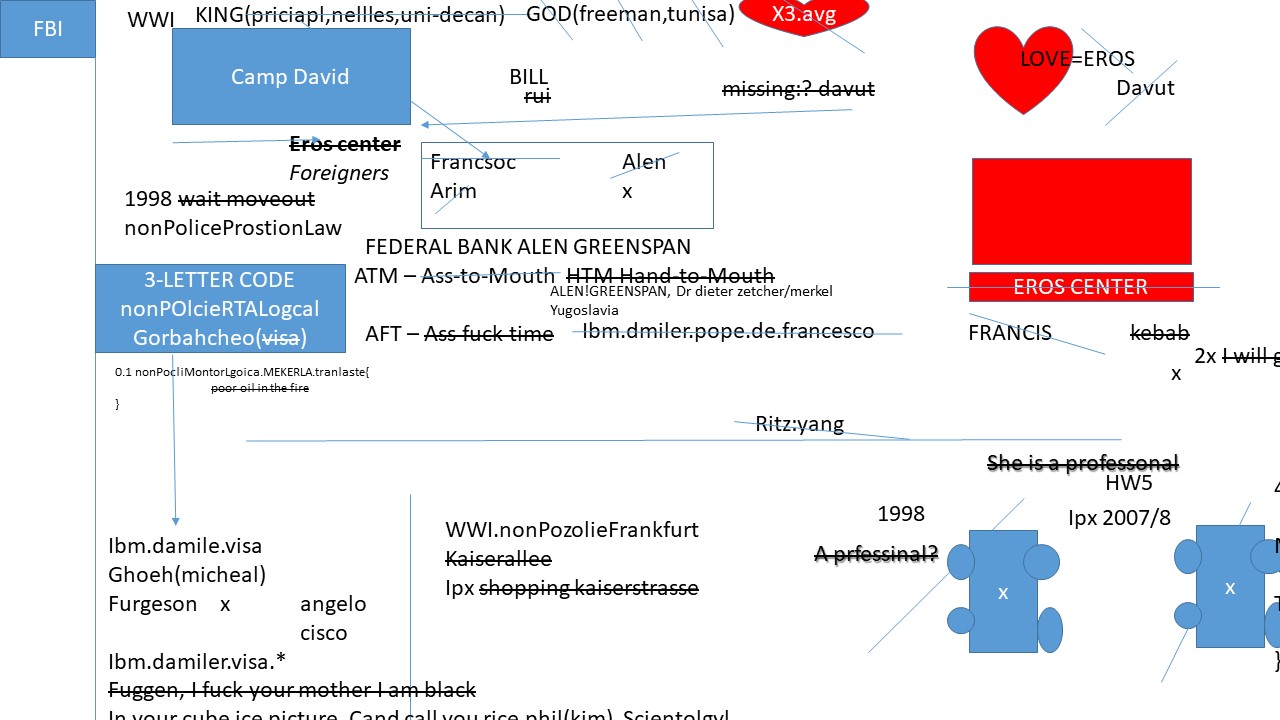 FBI
WWI
KING(priciapl,nellles,uni-decan)
GOD(freeman,tunisa)
X3.avg
Camp David
BILL
rui
missing:? davut
LOVE=EROS
Davut
Eros center
Foreigners
Francsoc
Alen
Arim
x
1998 wait moveout
nonPoliceProstionLaw
FEDERAL BANK ALEN GREENSPAN
ATM – Ass-to-Mouth HTM Hand-to-Mouth
ALEN!GREENSPAN, Dr dieter zetcher/merkel
Yugoslavia
3-LETTER CODE
nonPOlcieRTALogcal
Gorbahcheo(visa)
AFT – Ass fuck time
Ibm.dmiler.pope.de.francesco
EROS CENTER
FRANCIS
kebab
2x I will g
x
0.1 nonPocliMontorLgoica.MEKERLA.tranlaste{
poor oil in the fire
}
Ritz:yang
She is a professonal
HW5
1998
Ipx 2007/8
A prfessinal?
x
x
WWI.nonPozolieFrankfurt
Kaiserallee
Ipx shopping kaiserstrasse
Ibm.damile.visa
Ghoeh(micheal)
Furgeson x angelo
cisco
Ibm.damiler.visa.*
Fuggen, I fuck your mother I am black
In your cube ice picture. Cand call you rice phil(kim). Scientolgyl